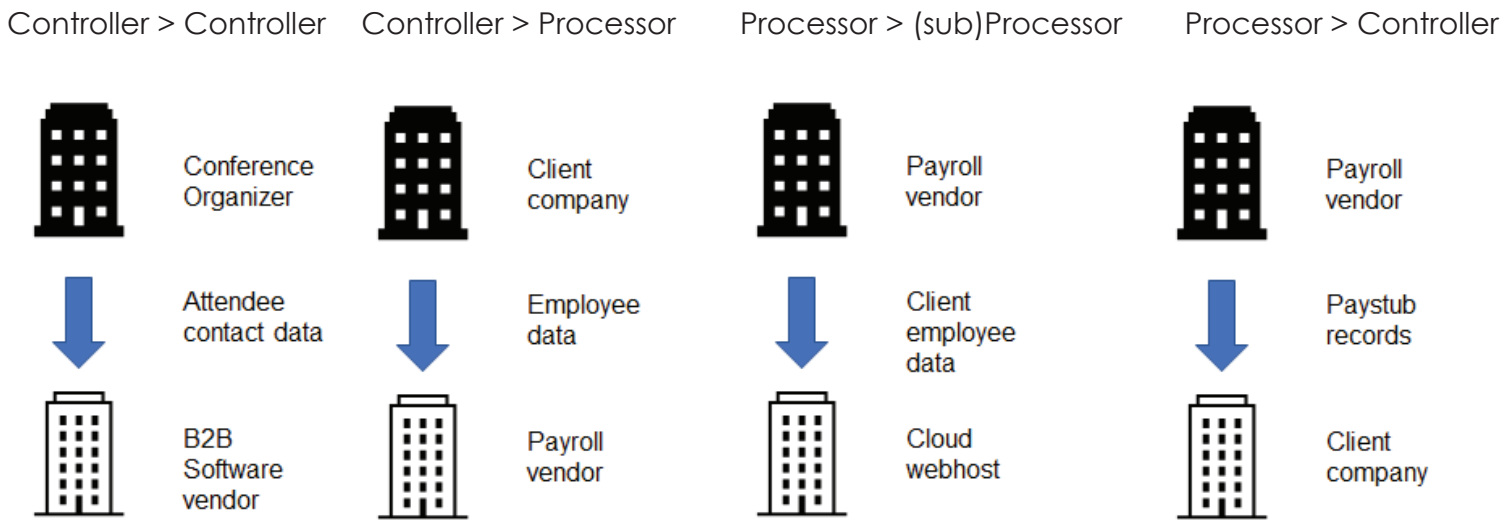 Controller > Controller
Controller > Processor
Processor > (sub)Processor
Processor > Controller
Conference
Organizer
Attendee
contact data
B2B
Software
vendor
Client
company
Employee
data
Payroll
vendor
Payroll
vendor
Client
employee
data
Cloud
webhost
Payroll
vendor
Paystub
records
Client
company